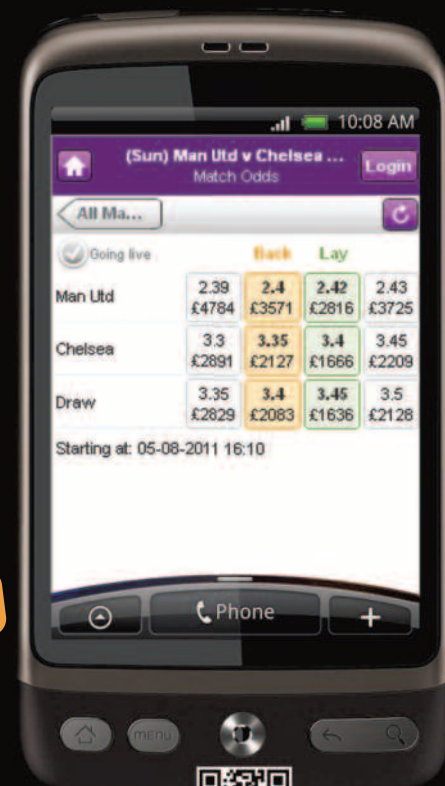 10:08 AM
(Sun) Man Utd v Chelsea ...
Match Odds
Login
All Ma...
Going live
Back Lay
Man Utd
2.39 2.4 2.42 2.43
£4784 £3571 £2816 £3725
Chelsea
3.3 3.35 3.4 3.45
£2891 £2127 £1666 £2209
Draw
3.35 3.4 3.45 3.5
£2829 £2083 £1636 £2128
Starting at: 05-08-2011 16:10
Phone
MENU